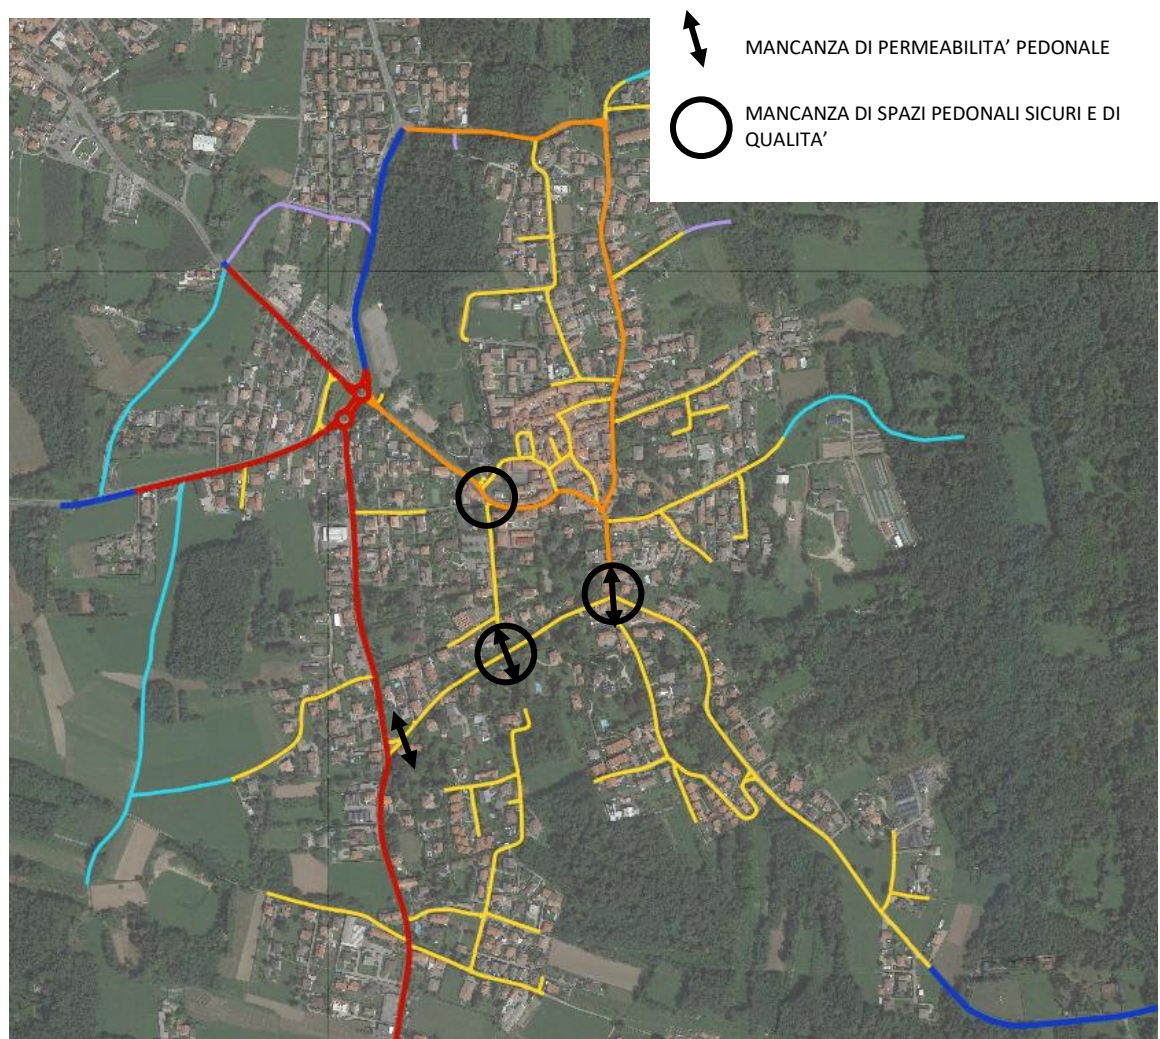 MANCANZA DI PERMEABILITA’ PEDONALE
MANCANZA DI SPAZI PEDONALI SICURI E DI
QUALITA’